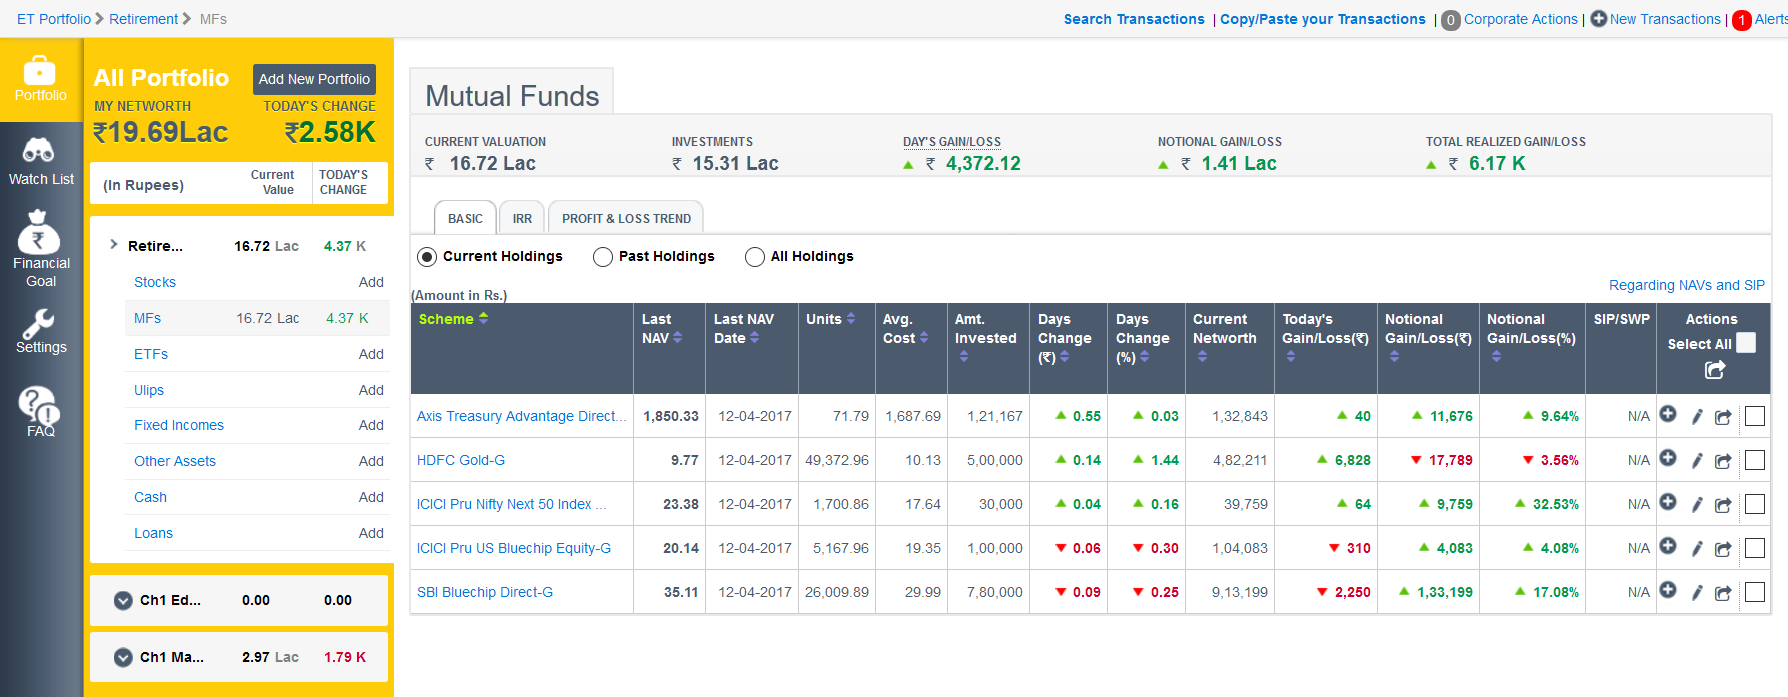 ET Portfolio Retirement MFs
Search Transactions | Copy/Paste your Transactions | 0 Corporate Actions | New Transactions | 1 Alerts
Portfolio
Watch List
Financial
Goal
Settings
FAQ
All Portfolio Add New Portfolio
MY NETWORTH TODAY'S CHANGE
₹19.69Lac ₹2.58K
(In Rupees) Current Value TODAY'S CHANGE
Retire... 16.72 Lac 4.37 K
Stocks Add
MFs 16.72 Lac 4.37 K
ETFs Add
Ulips Add
Fixed Incomes Add
Other Assets Add
Cash Add
Loans Add
Ch1 Ed... 0.00 0.00
Ch1 Ma... 2.97 Lac 1.79 K
Mutual Funds
CURRENT VALUATION INVESTMENTS DAY'S GAIN/LOSS NOTIONAL GAIN/LOSS TOTAL REALIZED GAIN/LOSS
₹ 16.72 Lac ₹ 15.31 Lac ₹ 4,372.12 ₹ 1.41 Lac ₹ 6.17 K
BASIC IRR PROFIT & LOSS TREND
Current Holdings Past Holdings All Holdings
Regarding NAVs and SIP
(Amount in Rs.)
Scheme Last NAV Last NAV Date Units Avg. Cost Amt. Invested Days Change (₹) Days Change (%) Current Networth Today's Gain/Loss(₹) Notional Gain/Loss(₹) Notional Gain/Loss(%) SIP/SWP Actions Select All
Axis Treasury Advantage Direct... 1,850.33 12-04-2017 71.79 1,687.69 1,21,167 0.55 0.03 1,32,843 40 11,676 9.64% N/A
HDFC Gold-G 9.77 12-04-2017 49,372.96 10.13 5,00,000 0.14 1.44 4,82,211 6,828 17,789 3.56% N/A
ICICI Pru Nifty Next 50 Index ... 23.38 12-04-2017 1,700.86 17.64 30,000 0.04 0.16 39,759 64 9,759 32.53% N/A
ICICI Pru US Bluechip Equity-G 20.14 12-04-2017 5,167.96 19.35 1,00,000 0.06 0.30 1,04,083 310 4,083 4.08% N/A
SBI Bluechip Direct-G 35.11 12-04-2017 26,009.89 29.99 7,80,000 0.09 0.25 9,13,199 2,250 1,33,199 17.08% N/A